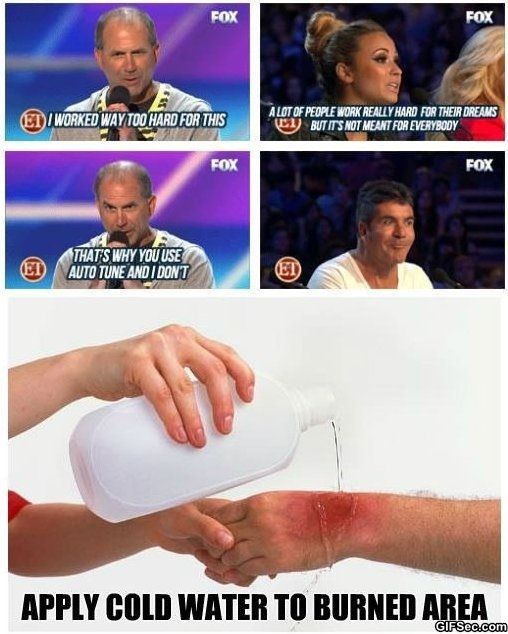 FOX
FOX
ET I WORKED WAY TOO HARD FOR THIS
A LOT OF PEOPLE WORK REALLY HARD FOR THEIR DREAMS
ET BUT IT'S NOT MEANT FOR EVERYBODY
FOX
FOX
THAT'S WHY YOU USE
ET AUTO TUNE AND I DON'T
ET
APPLY COLD WATER TO BURNED AREA
GIFSec.com